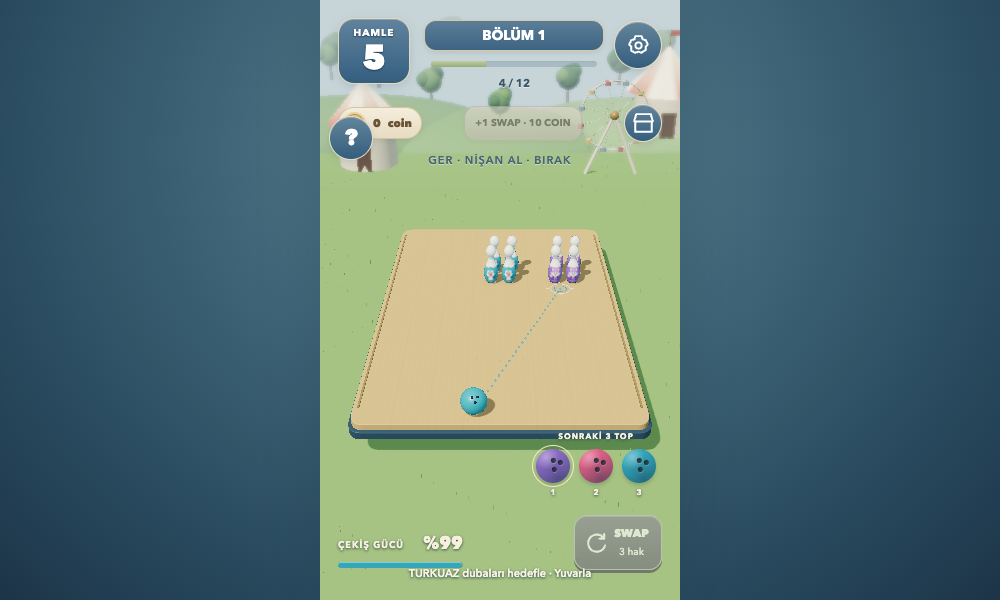 HAMLE
5
BÖLÜM 1
4 / 12
0 coin
+1 SWAP · 10 COIN
?
GER · NİŞAN AL · BIRAK
SONRAKİ 3 TOP
1
2
3
SWAP
3 hak
ÇEKİŞ GÜCÜ %99
TURKUAZ dubaları hedefle · Yuvarla